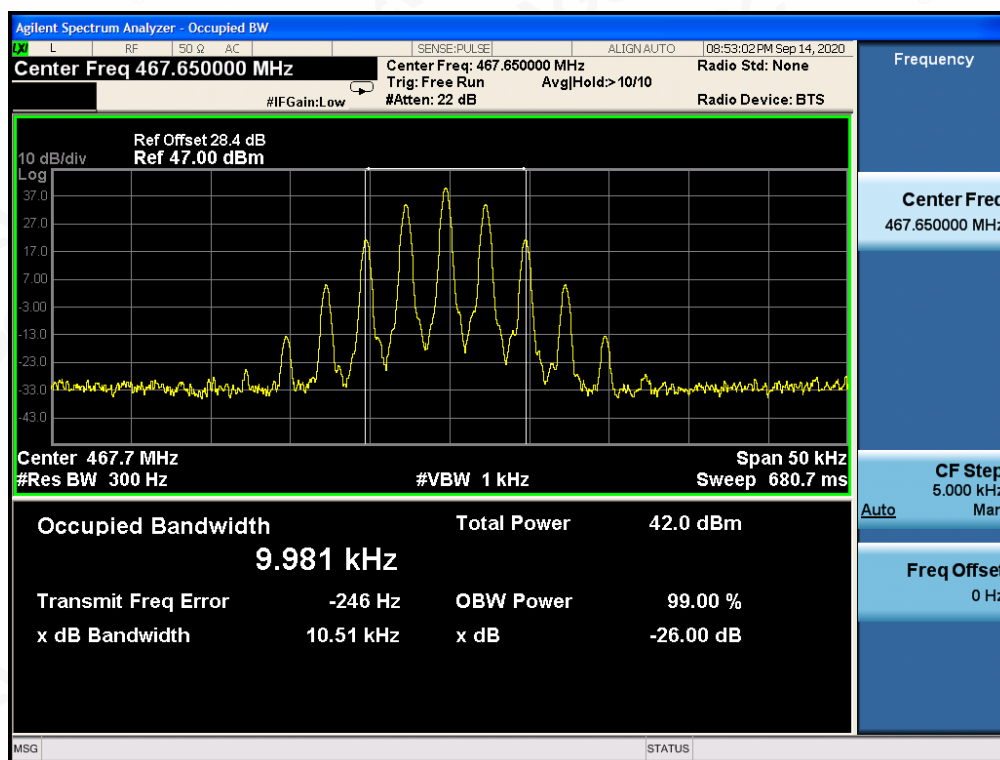 Agilent Spectrum Analyzer - Occupied BW
LXI L RF 50 Ω AC SENSE:PULSE ALIGN AUTO 08:53:02 PM Sep 14, 2020
Center Freq 467.650000 MHz
Center Freq: 467.650000 MHz
Radio Std: None
Trig: Free Run
Avg|Hold:> 10/10
#IFGain:Low
#Atten: 22 dB
Radio Device: BTS
Ref Offset 28.4 dB
10 dB/div
Ref 47.00 dBm
Log
37.0
27.0
17.0
7.00
-3.00
-13.0
-23.0
-33.0
-43.0
Center 467.7 MHz
Span 50 kHz
#Res BW 300 Hz
#VBW 1 kHz
Sweep 680.7 ms
Occupied Bandwidth
Total Power
42.0 dBm
9.981 kHz
Transmit Freq Error
-246 Hz
OBW Power
99.00 %
x dB Bandwidth
10.51 kHz
x dB
-26.00 dB
MSG
STATUS
Frequency
Center Freq
467.650000 MHz
CF Step
5.000 kHz
Auto
Man
Freq Offset
0 Hz